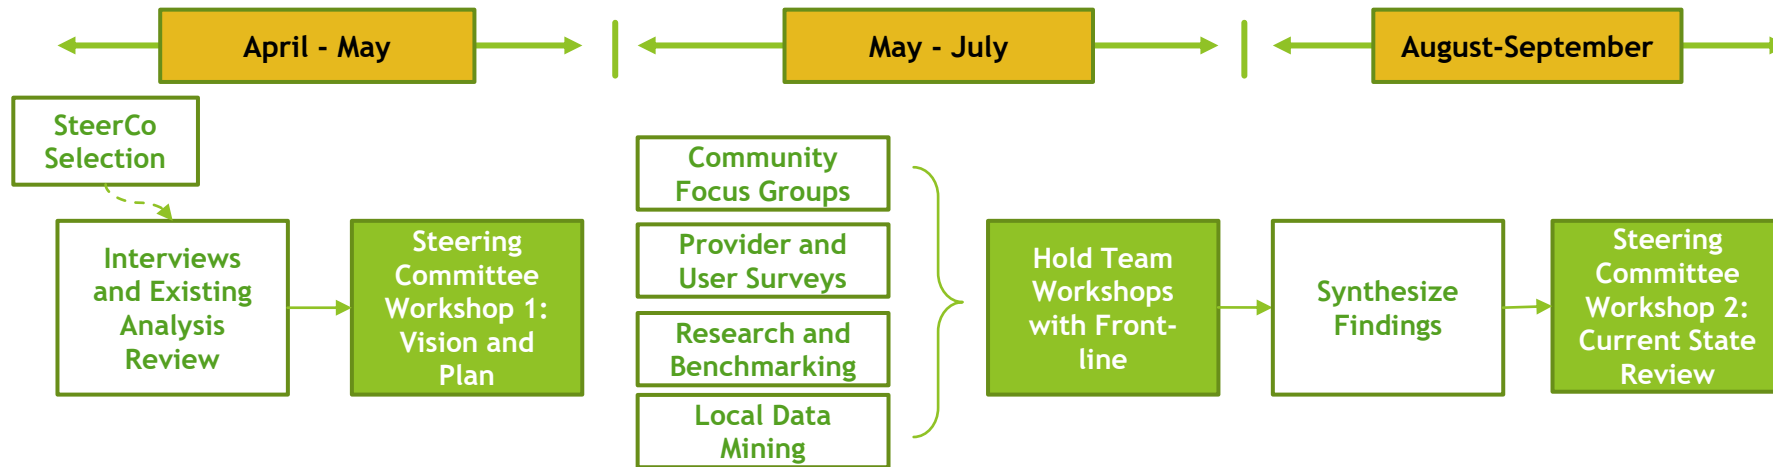 April - May
May - July
August-September
SteerCo
Selection
Interviews
and Existing
Analysis
Review
Steering
Committee
Workshop 1:
Vision and
Plan
Community
Focus Groups
Provider and
User Surveys
Research and
Benchmarking
Local Data
Mining
Hold Team
Workshops
with Front-
line
Synthesize
Findings
Steering
Committee
Workshop 2:
Current State
Review